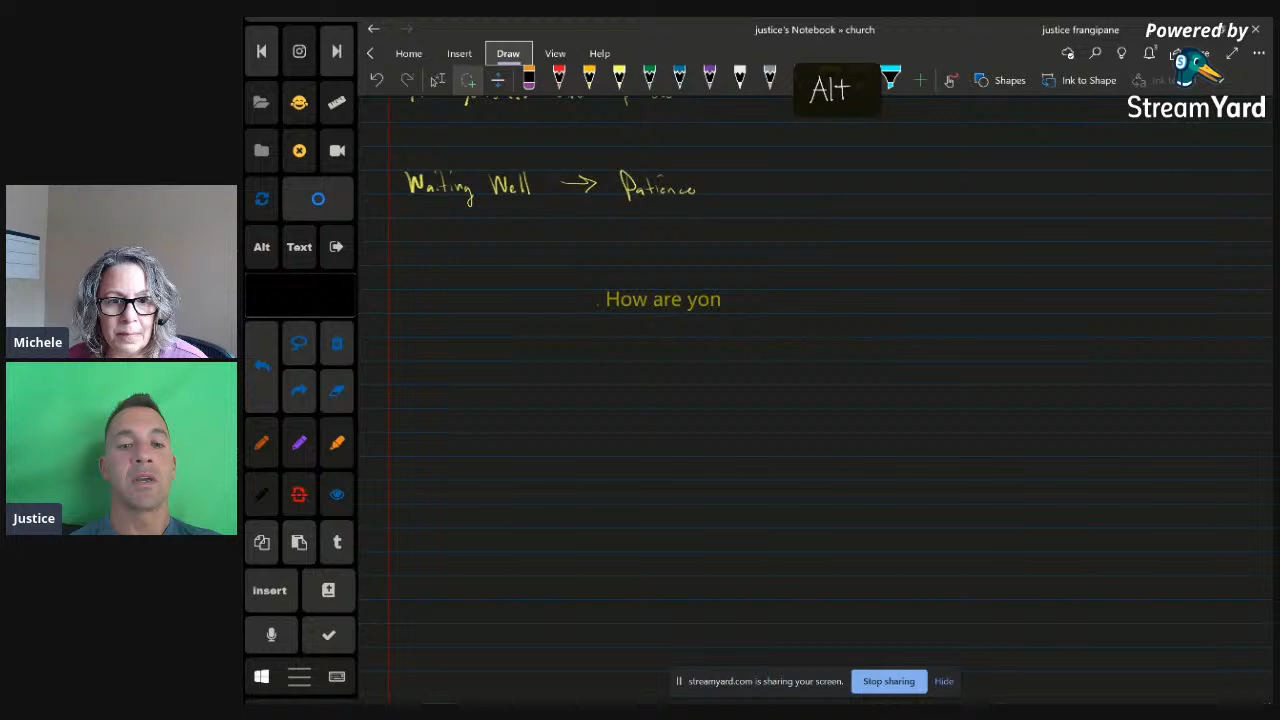 justice's Notebook » church
justice frangipane
Powered by
StreamYard
Home Insert Draw View Help
Shapes Ink to Shape
Alt
Waiting Well → Patience
How are yon
Alt Text
Michele
Justice
t
insert
streamyard.com is sharing your screen. Stop sharing Hide